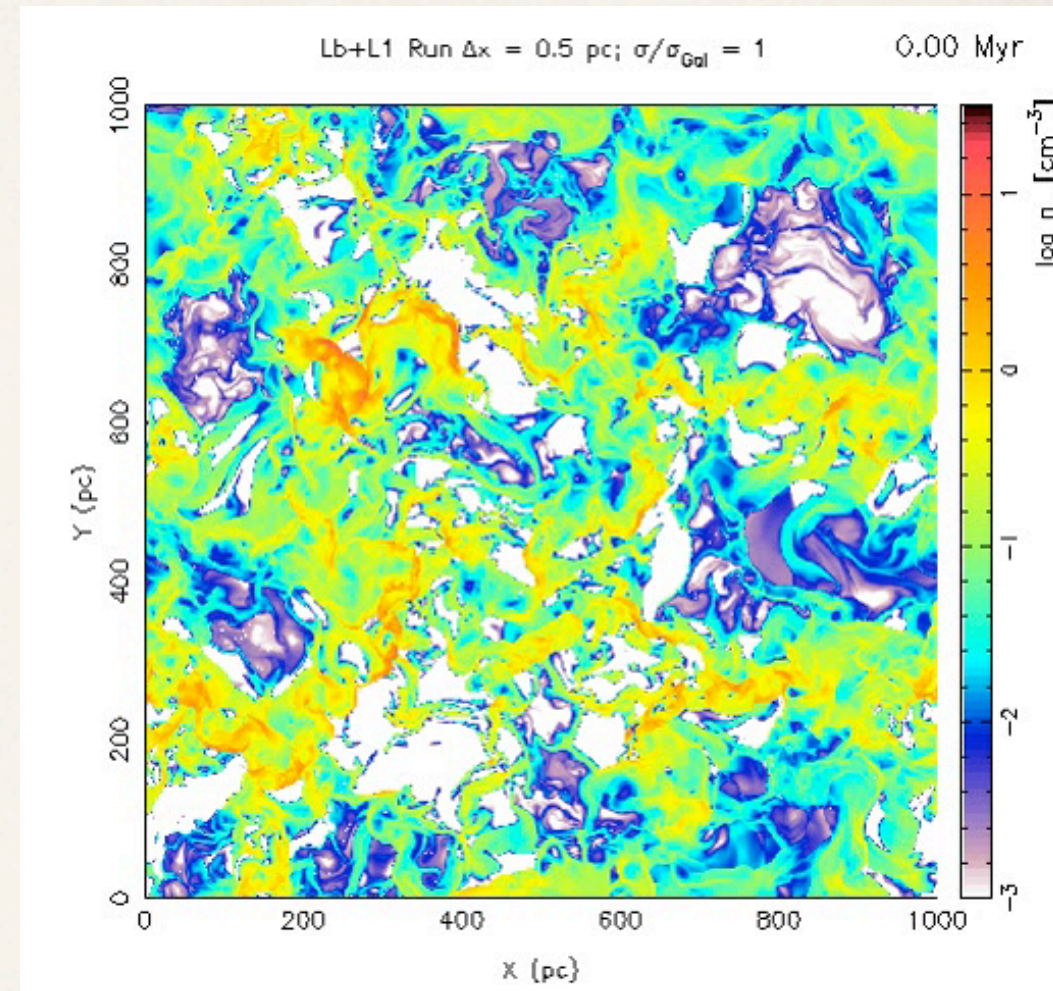 Lb+L1 Run Δx = 0.5 pc; σ/σ_Gal = 1
0.00 Myr
1000
800
600
400
200
0
Y (pc)
0 200 400 600 800 1000
X (pc)
1
0
−1
−2
−3
log n [cm⁻³]